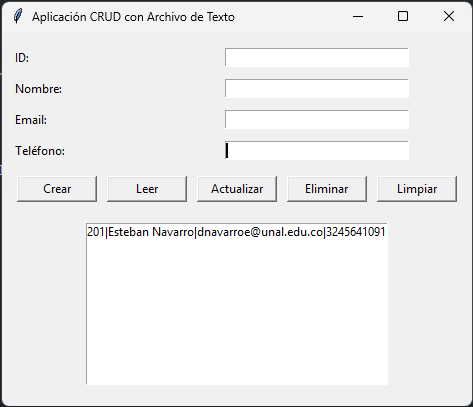 Aplicación CRUD con Archivo de Texto
ID:
Nombre:
Email:
Teléfono:
Crear Leer Actualizar Eliminar Limpiar
201|Esteban Navarro|dnavarroe@unal.edu.co|3245641091